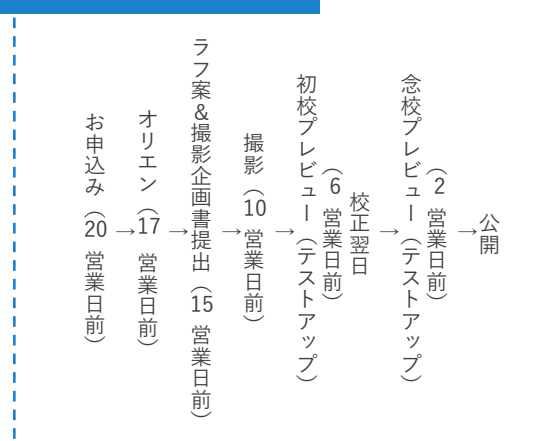 お申込み（20 営業日前）
→
オリエン（17 営業日前）
→
ラフ案&撮影企画書提出（15 営業日前）
→
撮影（10 営業日前）
→
初校プレビュー（テストアップ）
（6 営業日前）
校正翌日
→
念校プレビュー（テストアップ）
（2 営業日前）
→
公開